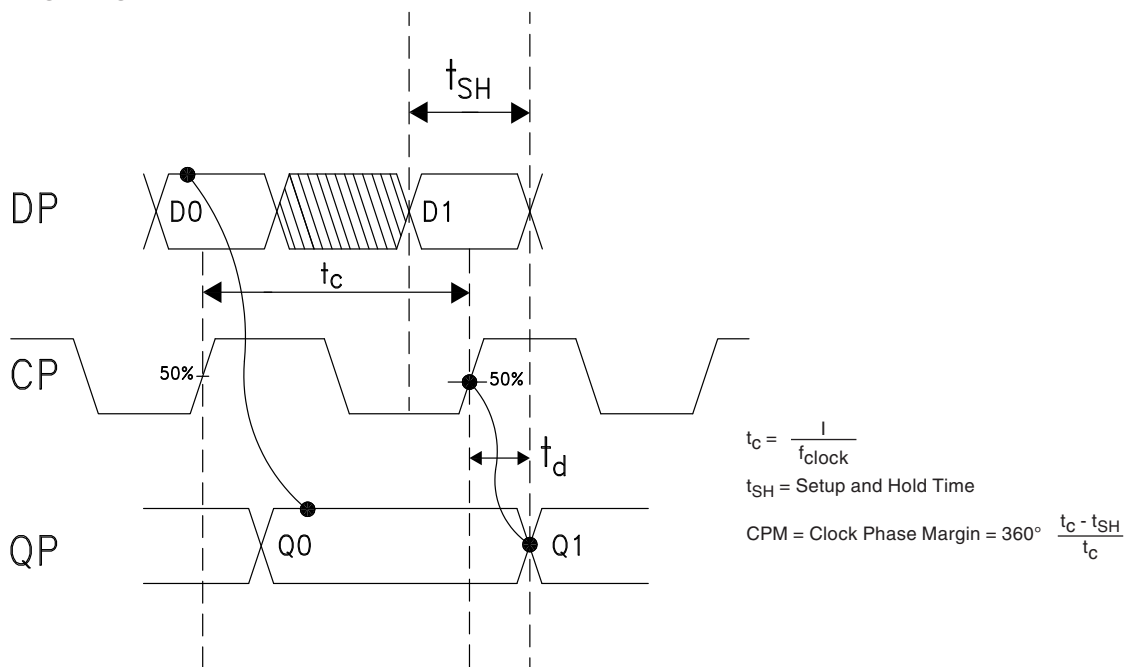 tSH
DP
D0
D1
tc
CP
50%
50%
td
QP
Q0
Q1
tc = I / fclock
tSH = Setup and Hold Time
CPM = Clock Phase Margin = 360° tc - tSH / tc